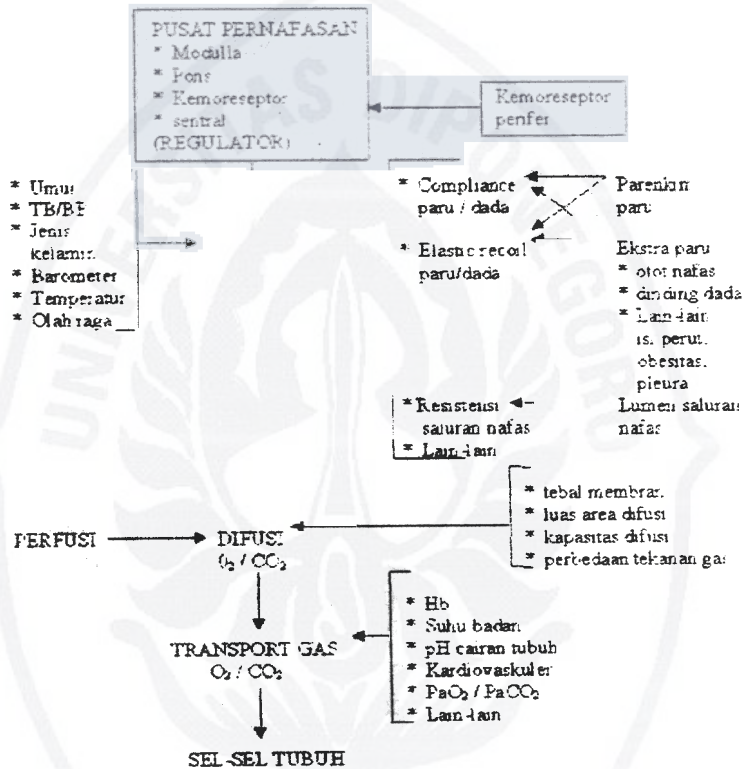 PUSAT PERNAFASAN
* Modulla
* Pons
* Kemoreseptor
* sentral
(REGULATOR)
Kemoreseptor
perifer
* Umur
* TB/BB
* Jenis
kelamin
* Barometer
* Temperatur
* Olah raga
* Compliance
paru / dada
* Elastic recoil
paru/dada
Parenkim
paru
Ekstra paru
* otot nafas
* dinding dada
* Lain-lain
isi perut,
obesitas,
pleura
* Resistensi
saluran nafas
* Lain-lain
Lumen saluran
nafas
* tebal membran
* luas area difusi
* kapasitas difusi
* perbedaan tekanan gas
PERFUSI
DIFUSI
O₂ / CO₂
* Hb
* Suhu badan
* pH cairan tubuh
* Kardiovaskuler
* PaO₂ / PaCO₂
* Lain-lain
TRANSPORT GAS
O₂ / CO₂
SEL-SEL TUBUH
UNIVERSITAS DIPONEGORO